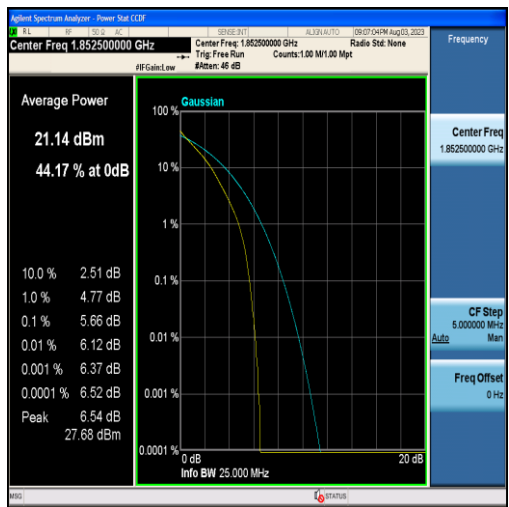 Agilent Spectrum Analyzer - Power Stat CCDF
RL RF 50 Ω AC SENSE:INT ALIGN AUTO 09:07:04 PM Aug 03, 2023
Center Freq 1.852500000 GHz
Center Freq: 1.852500000 GHz Radio Std: None
Trig: Free Run Counts:1.00 M/1.00 Mpt
#IFGain:Low #Atten: 46 dB
Frequency
Average Power
21.14 dBm
44.17 % at 0dB
10.0 % 2.51 dB
1.0 % 4.77 dB
0.1 % 5.66 dB
0.01 % 6.12 dB
0.001 % 6.37 dB
0.0001 % 6.52 dB
Peak 6.54 dB
27.68 dBm
Gaussian
100 %
10 %
1 %
0.1 %
0.01 %
0.001 %
0.0001 %
0 dB 20 dB
Info BW 25.000 MHz
Center Freq
1.852500000 GHz
CF Step
5.000000 MHz
Auto Man
Freq Offset
0 Hz
MSG STATUS